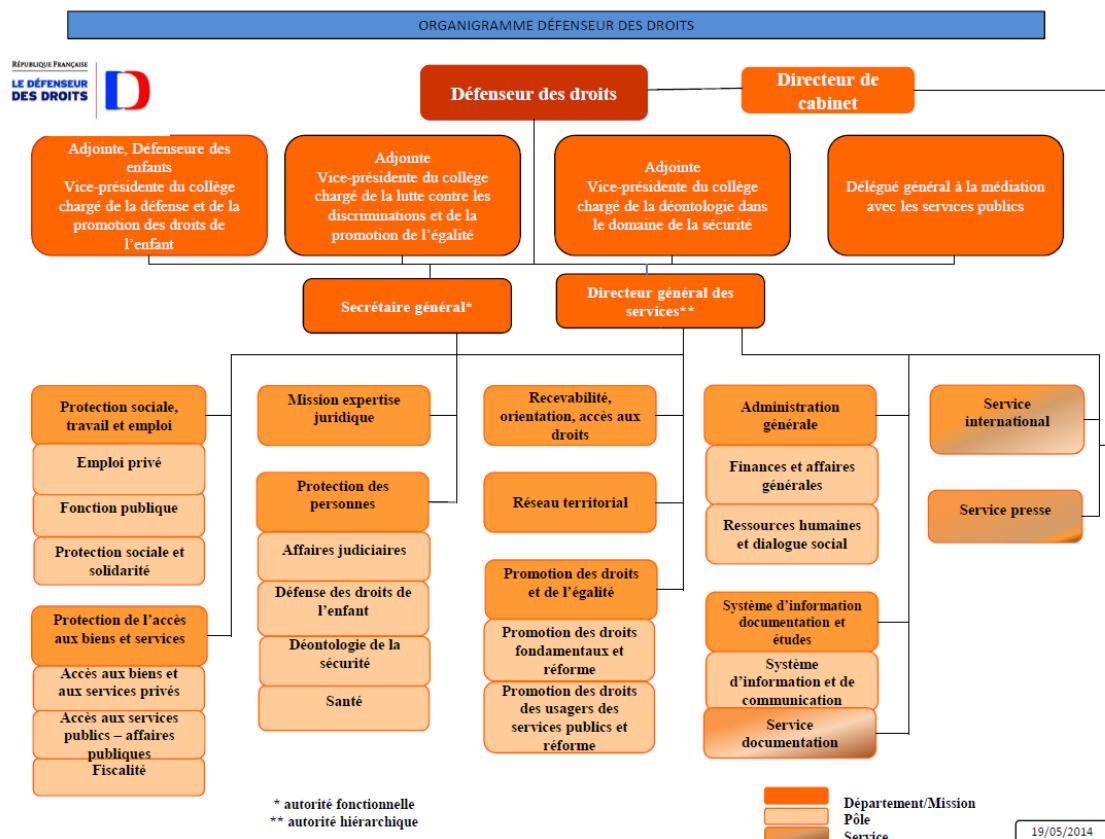 ORGANIGRAMME DÉFENSEUR DES DROITS
RÉPUBLIQUE FRANÇAISE
LE DÉFENSEUR
DES DROITS
Défenseur des droits
Directeur de
cabinet
Adjointe, Défenseure des
enfants
Vice-présidente du collège
chargé de la défense et de la
promotion des droits de
l’enfant
Adjointe
Vice-présidente du collège
chargé de la lutte contre les
discriminations et de la
promotion de l’égalité
Adjointe
Vice-présidente du collège
chargé de la déontologie dans
le domaine de la sécurité
Délégué général à la médiation
avec les services publics
Secrétaire général*
Directeur général des
services**
Protection sociale,
travail et emploi
Emploi privé
Fonction publique
Protection sociale et
solidarité
Protection de l’accès
aux biens et services
Accès aux biens et
aux services privés
Accès aux services
publics – affaires
publiques
Fiscalité
Mission expertise
juridique
Protection des
personnes
Affaires judiciaires
Défense des droits de
l’enfant
Déontologie de la
sécurité
Santé
Recevabilité,
orientation, accès aux
droits
Réseau territorial
Promotion des droits
et de l’égalité
Promotion des droits
fondamentaux et
réforme
Promotion des droits
des usagers des
services publics et
réforme
Administration
générale
Finances et affaires
générales
Ressources humaines
et dialogue social
Système d’information
documentation et
études
Système
d’information et de
communication
Service
documentation
Service
international
Service presse
* autorité fonctionnelle
** autorité hiérarchique
Département/Mission
Pôle
Service
19/05/2014